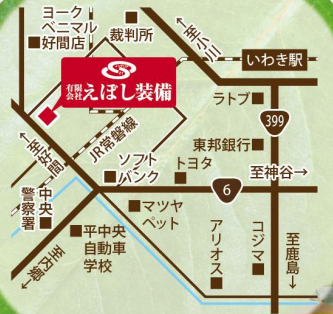 ヨーク
ベニマル
好間店
裁判所
至小川
いわき駅
有限
会社
えぼし装備
ラトブ
399
JR常磐線
至好間
東邦銀行
ソフト
バンク
トヨタ
至神谷→
6
中央
警察署
マツヤ
ペット
平中央
自動車
学校
至内郷
アリオス
コジマ
至鹿島